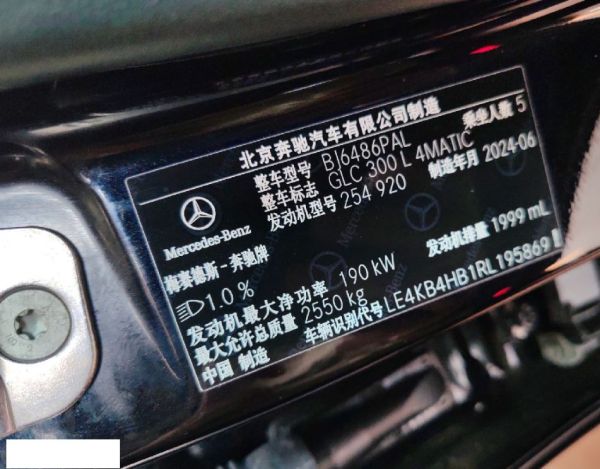 北京奔驰汽车有限公司制造
整车型号 BJ6486PAL 乘坐人数 5
整车标志 GLC 300 L 4MATIC
发动机型号 254 920 制造年月 2024-06
Mercedes-Benz
梅赛德斯-奔驰牌
1.0 %
发动机最大净功率 190 kW 发动机排量 1999 mL
最大允许总质量 2550 kg
中国 制造 车辆识别代号 LE4KB4HB1RL195869